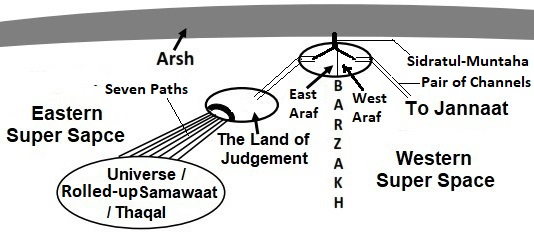 Arsh
Sidratul-Muntaha
Pair of Channels
To Jannaat
Seven Paths
East
Araf
West
Araf
B
A
R
Z
A
K
H
Eastern
Super Sapce
The Land of
Judgement
Western
Super Space
Universe /
Rolled-up Samawaat
/ Thaqal